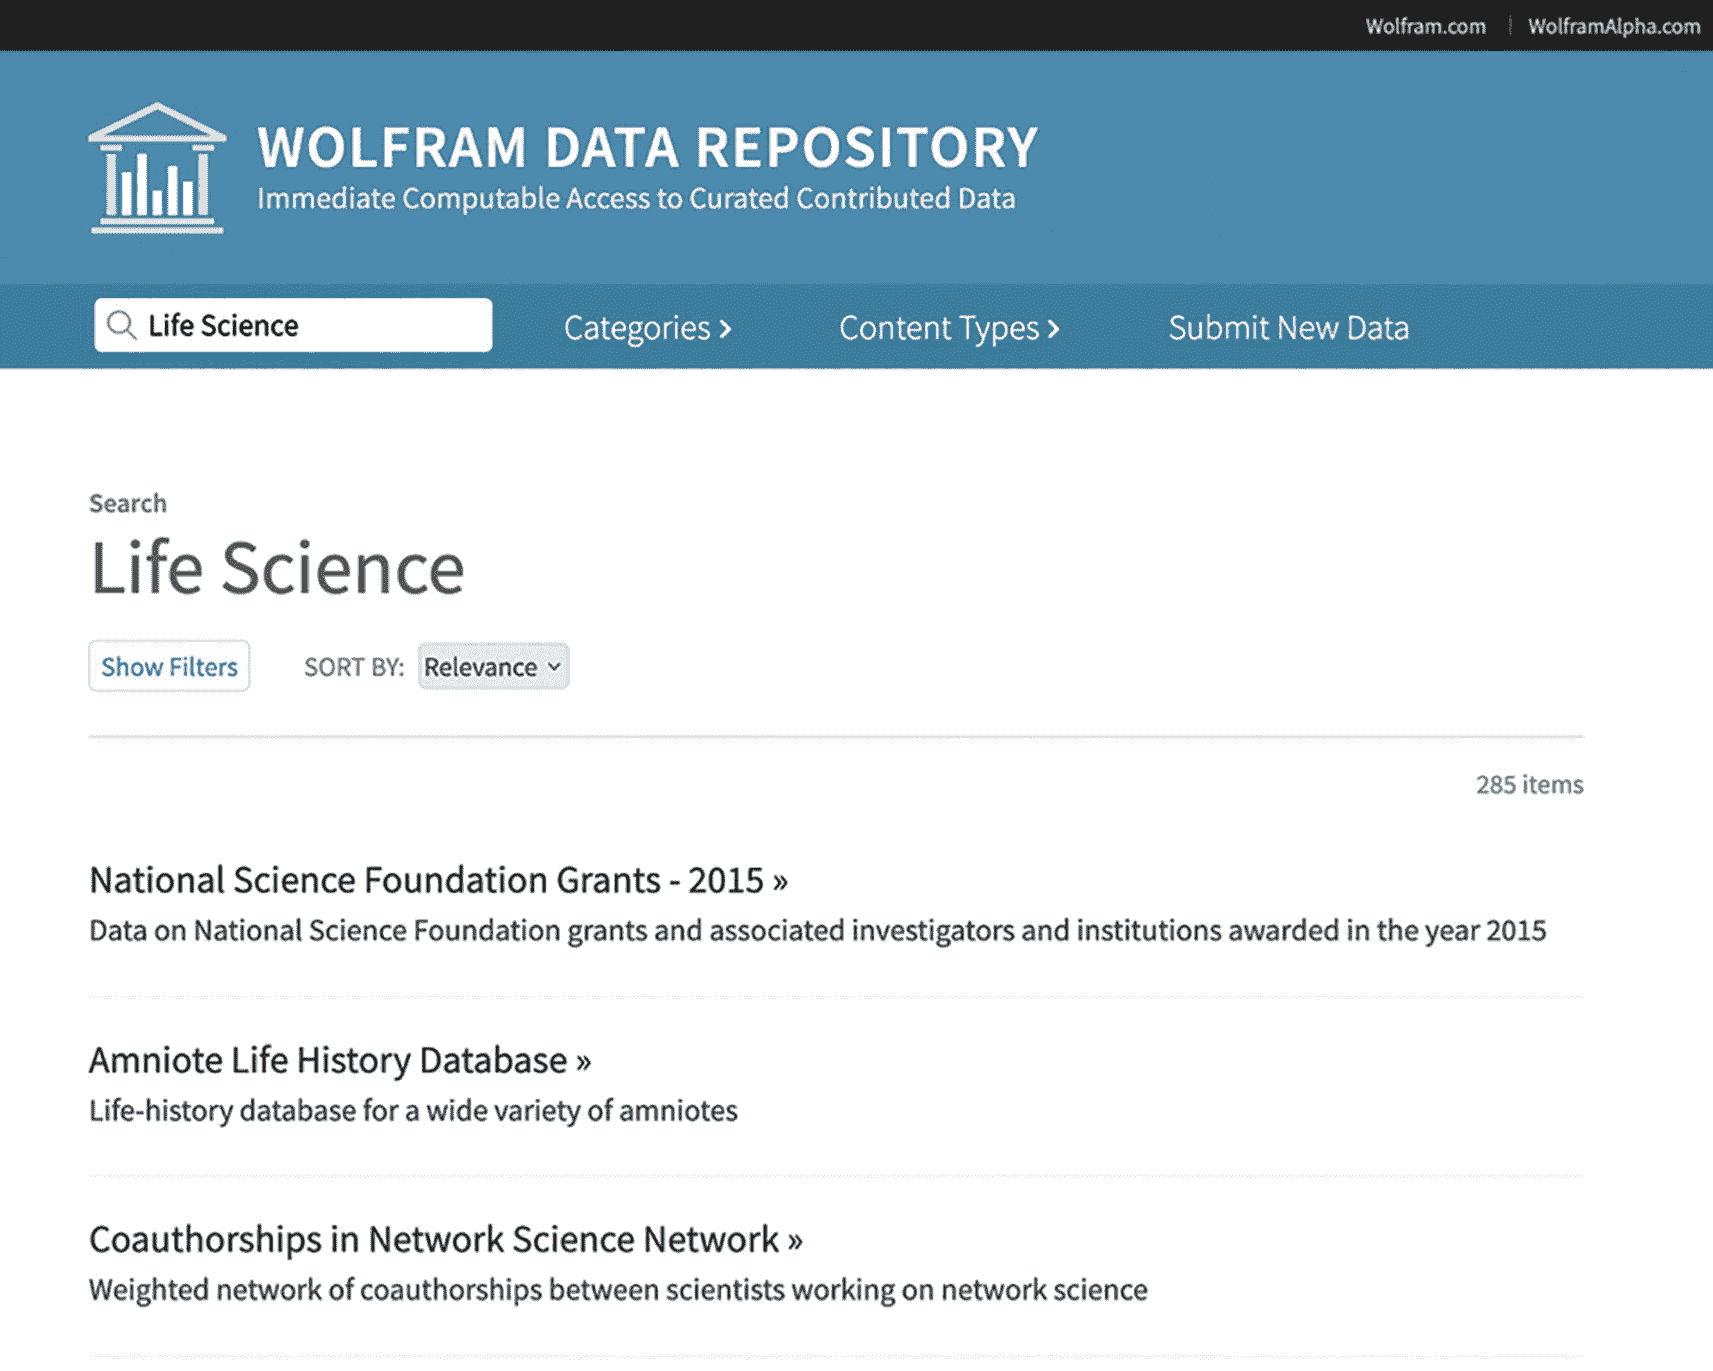 Wolfram.com | WolframAlpha.com
WOLFRAM DATA REPOSITORY
Immediate Computable Access to Curated Contributed Data
Life Science
Categories ›
Content Types ›
Submit New Data
Search
Life Science
Show Filters
SORT BY: Relevance
285 items
National Science Foundation Grants - 2015 »
Data on National Science Foundation grants and associated investigators and institutions awarded in the year 2015
Amniote Life History Database »
Life-history database for a wide variety of amniotes
Coauthorships in Network Science Network »
Weighted network of coauthorships between scientists working on network science